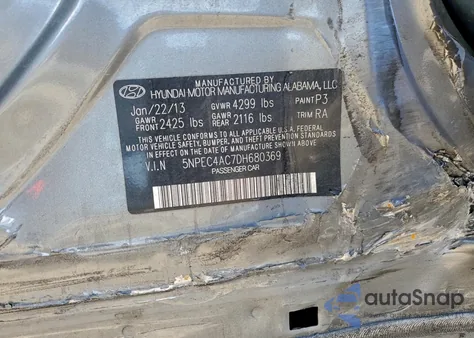 MANUFACTURED BY
HYUNDAI MOTOR MANUFACTURING ALABAMA, LLC
Jan/22/13 GVWR 4299 lbs PAINT P3
GAWR FRONT 2425 lbs GAWR REAR 2116 lbs TRIM RA
THIS VEHICLE CONFORMS TO ALL APPLICABLE U.S.A. FEDERAL
MOTOR VEHICLE SAFETY, BUMPER, AND THEFT PREVENTION STANDARDS
IN EFFECT ON THE DATE OF MANUFACTURE SHOWN ABOVE.
V.I.N 5NPEC4AC7DH680369
PASSENGER CAR
autoSnap